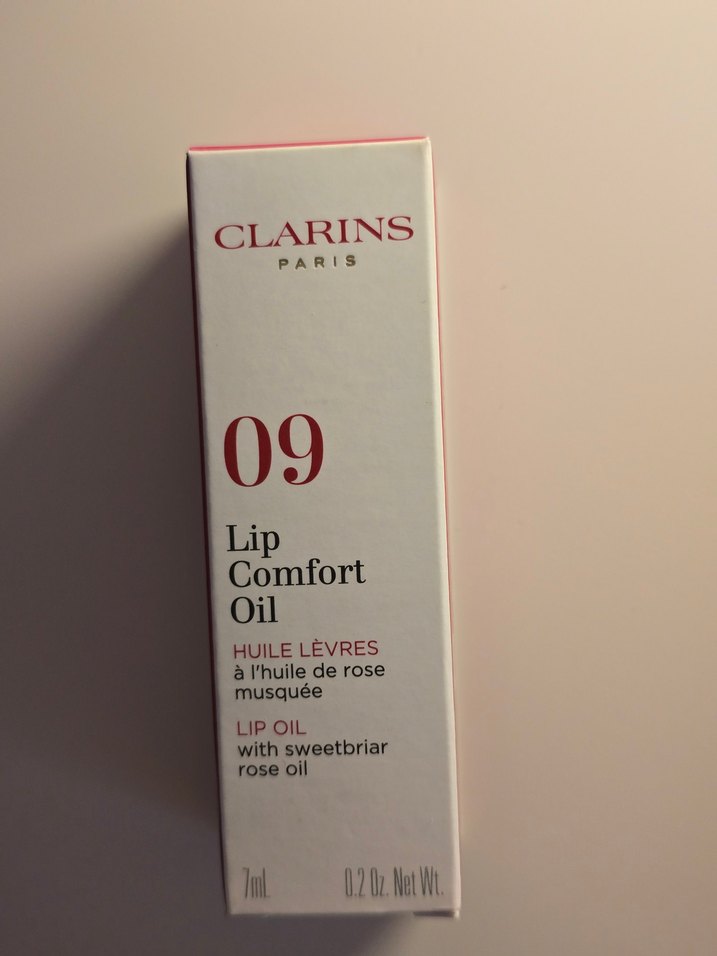 CLARINS
PARIS
09
Lip
Comfort
Oil
HUILE LÈVRES
à l'huile de rose
musquée
LIP OIL
with sweetbriar
rose oil
7mL 0.2 Oz. Net Wt.